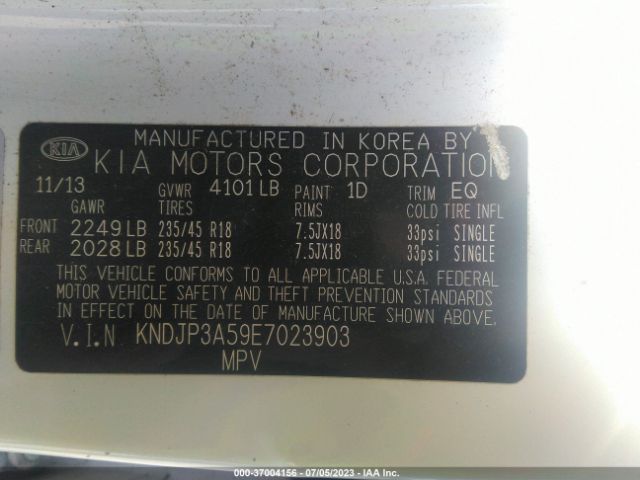 KIA
MANUFACTURED IN KOREA BY
KIA MOTORS CORPORATION
11/13 GVWR 4101 LB PAINT 1D TRIM EQ
GAWR TIRES RIMS COLD TIRE INFL
FRONT 2249 LB 235/45 R18 7.5JX18 33psi SINGLE
REAR 2028 LB 235/45 R18 7.5JX18 33psi SINGLE
THIS VEHICLE CONFORMS TO ALL APPLICABLE U.S.A. FEDERAL
MOTOR VEHICLE SAFETY AND THEFT PREVENTION STANDARDS
IN EFFECT ON THE DATE OF MANUFACTURE SHOWN ABOVE.
V.I.N KNDJP3A59E7023903
MPV
000-37004156 - 07/05/2023 - IAA Inc.